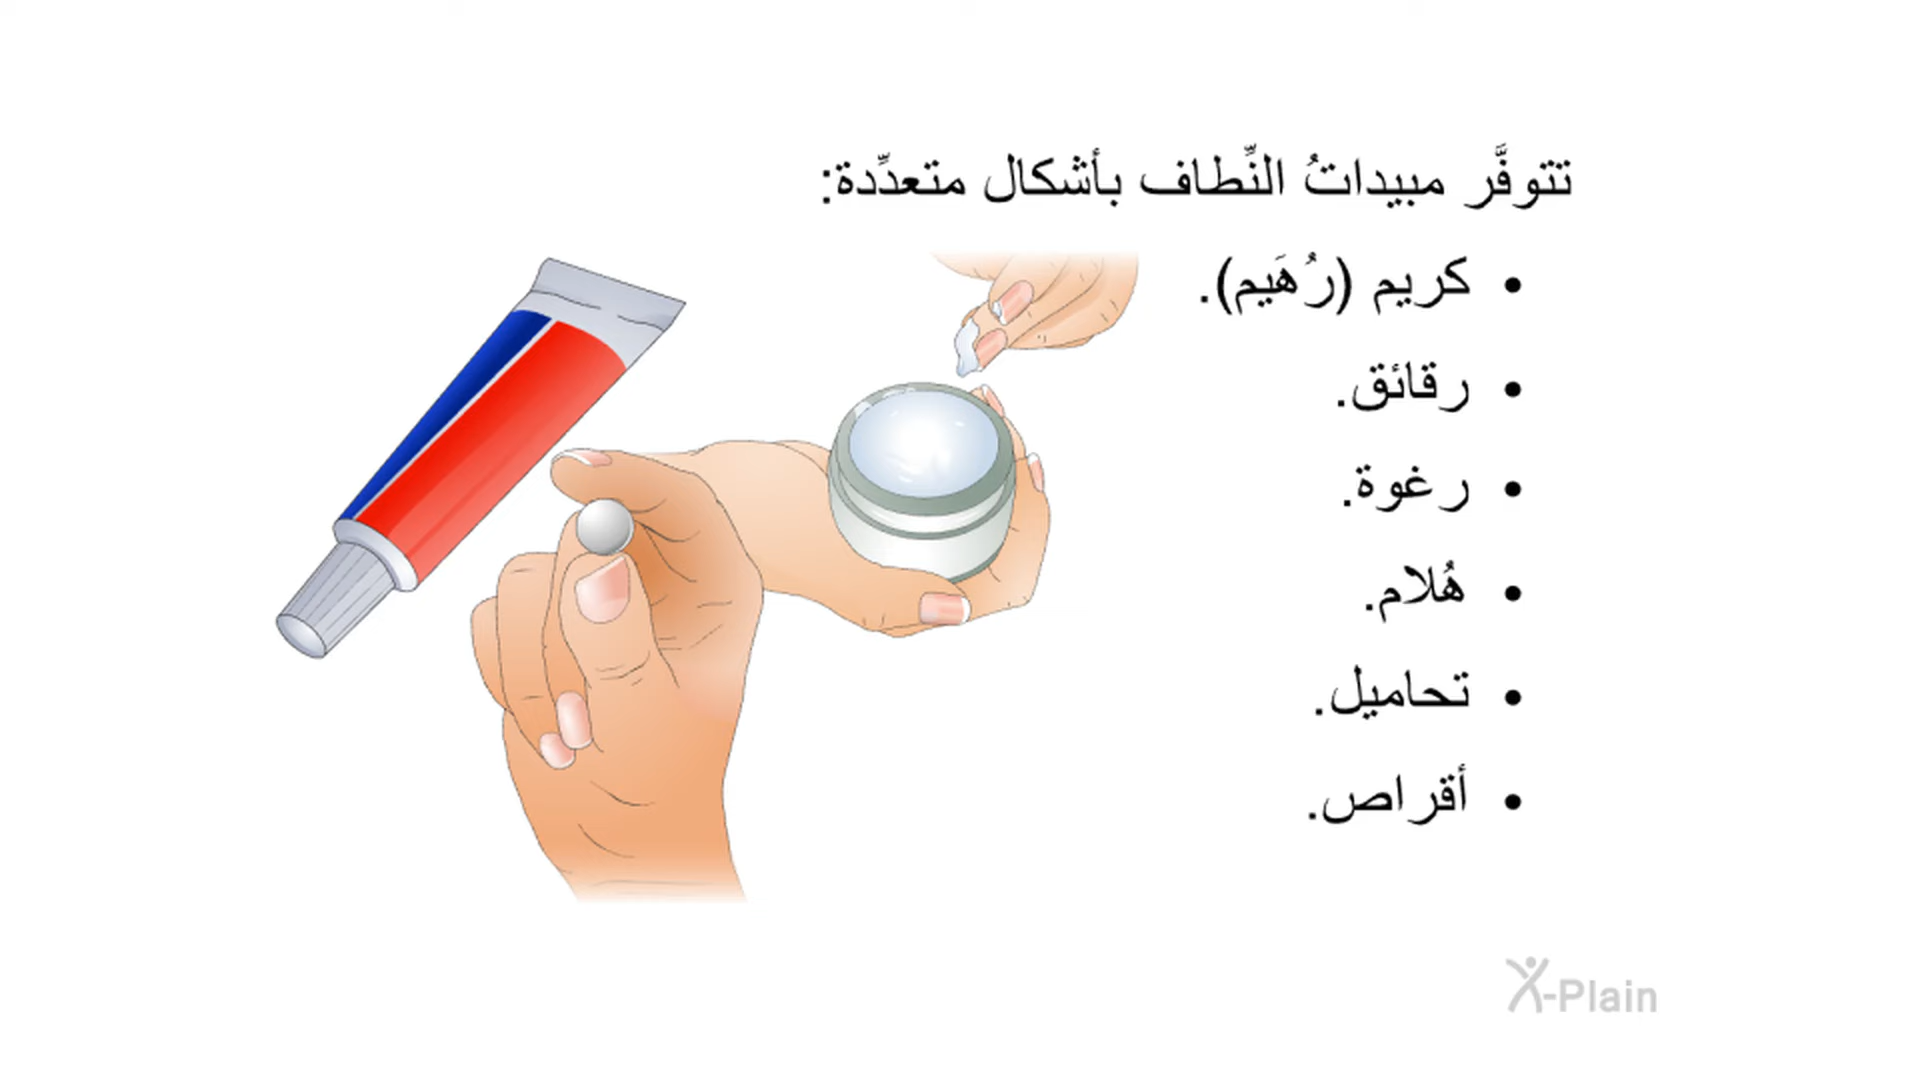 تتوفَّر مبيداتُ النِّطاف بأشكال متعدِّدة:
• كريم (رُهَيم).
• رقائق.
• رغوة.
• هُلام.
• تحاميل.
• أقراص.
X-Plain